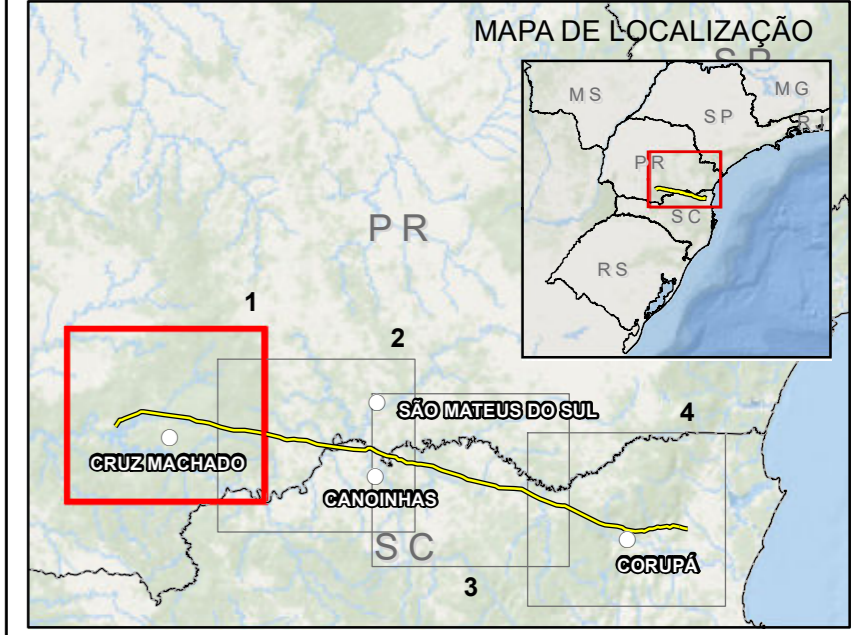 MAPA DE LOCALIZAÇÃO
SP
MS
MG
SP
RJ
PR
SC
RS
PR
1
2
SÃO MATEUS DO SUL
4
CRUZ MACHADO
CANOINHAS
SC
CORUPÁ
3